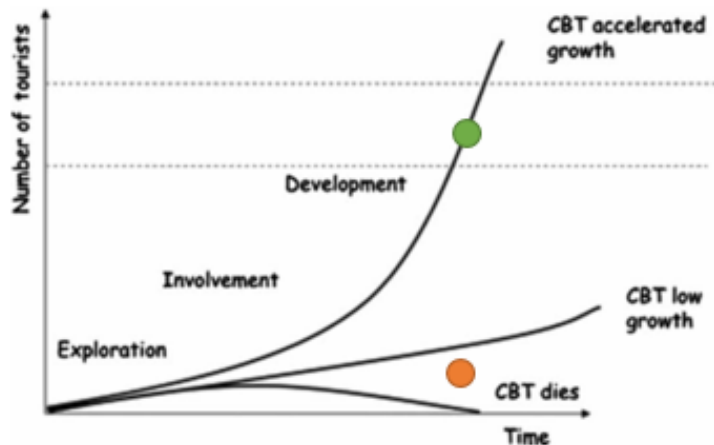 Number of tourists
CBT accelerated
growth
Development
Involvement
CBT low
growth
Exploration
CBT dies
Time